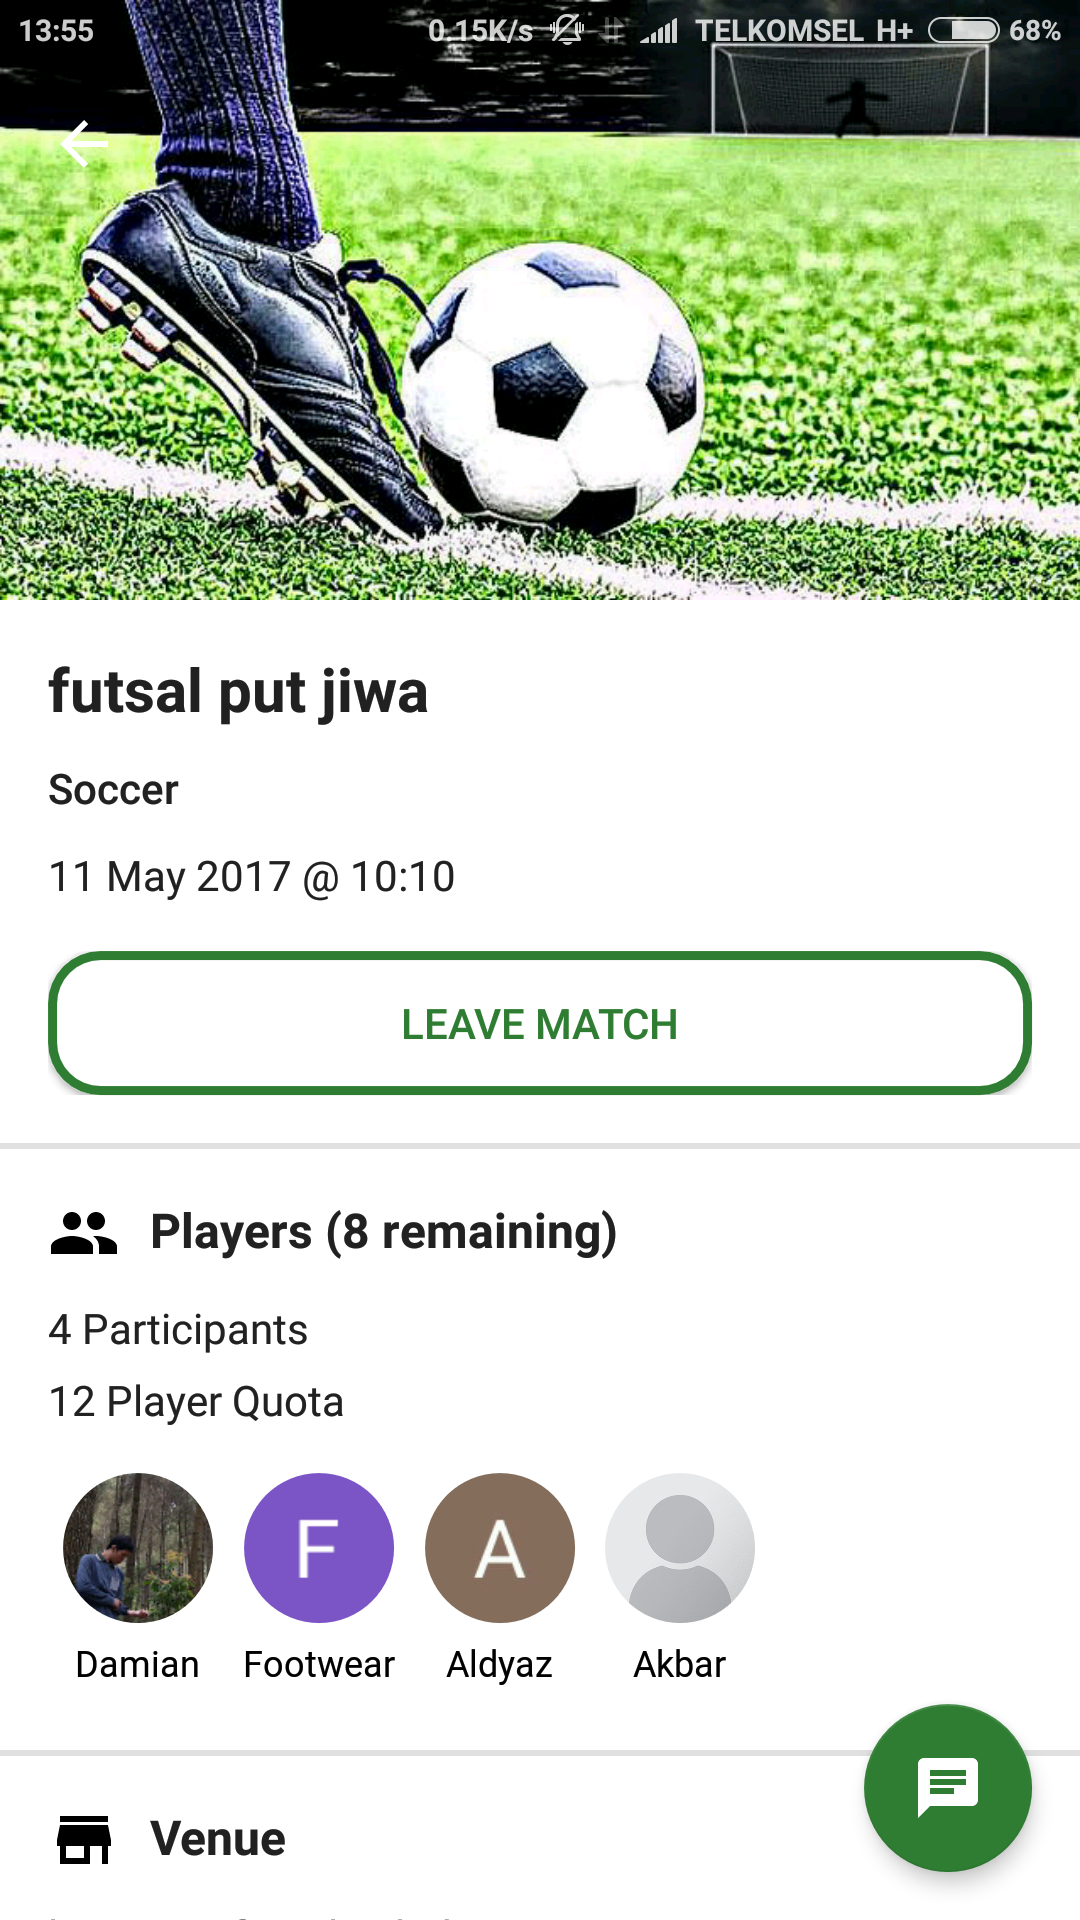 13:55 0.15K/s TELKOMSEL H+ 68%
futsal put jiwa
Soccer
11 May 2017 @ 10:10
LEAVE MATCH
Players (8 remaining)
4 Participants
12 Player Quota
F A
Damian Footwear Aldyaz Akbar
Venue